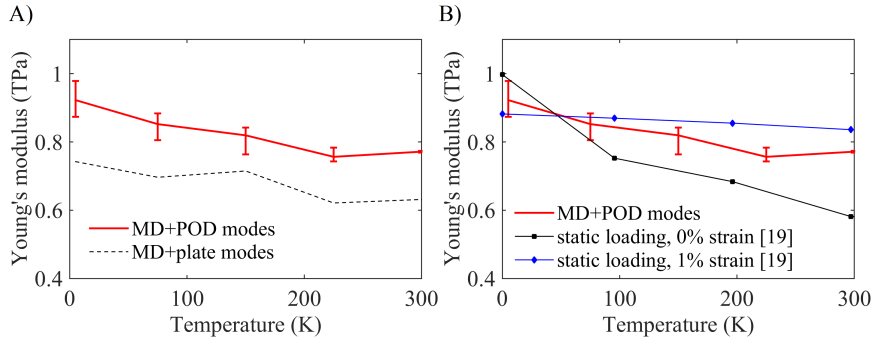 A)
Young's modulus (TPa)
1
0.8
0.6
0.4
MD+POD modes
MD+plate modes
0 100 200 300
Temperature (K)
B)
Young's modulus (TPa)
1
0.8
0.6
0.4
MD+POD modes
static loading, 0% strain [19]
static loading, 1% strain [19]
0 100 200 300
Temperature (K)